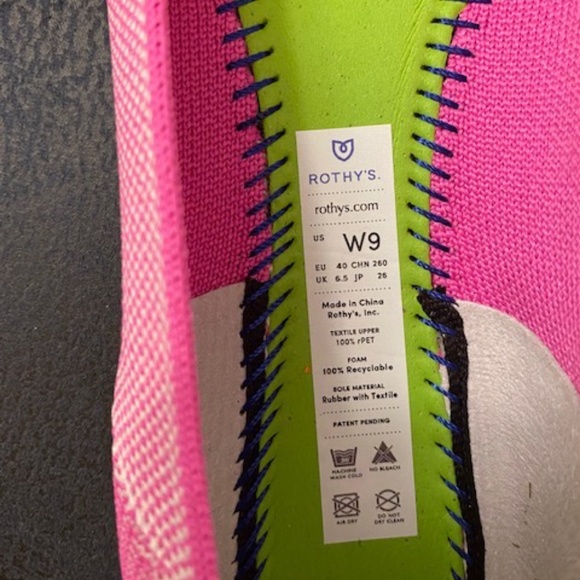 ROTHY'S.
rothys.com
US W9
EU 40 CHN 260
UK 6.5 JP 26
Made in China
Rothy's, Inc.
TEXTILE UPPER
100% rPET
FOAM
100% Recyclable
SOLE MATERIAL
Rubber with Textile
PATENT PENDING
MACHINE WASH COLD
NO BLEACH
AIR DRY
DO NOT DRY CLEAN